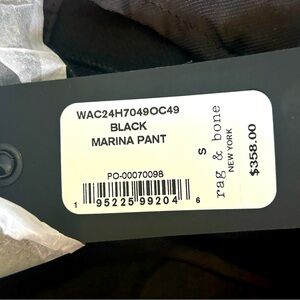 WAC24H7049OC49
BLACK
MARINA PANT
PO-00070098
1 95225 99204 6
S
rag & bone
NEW YORK
$358.00